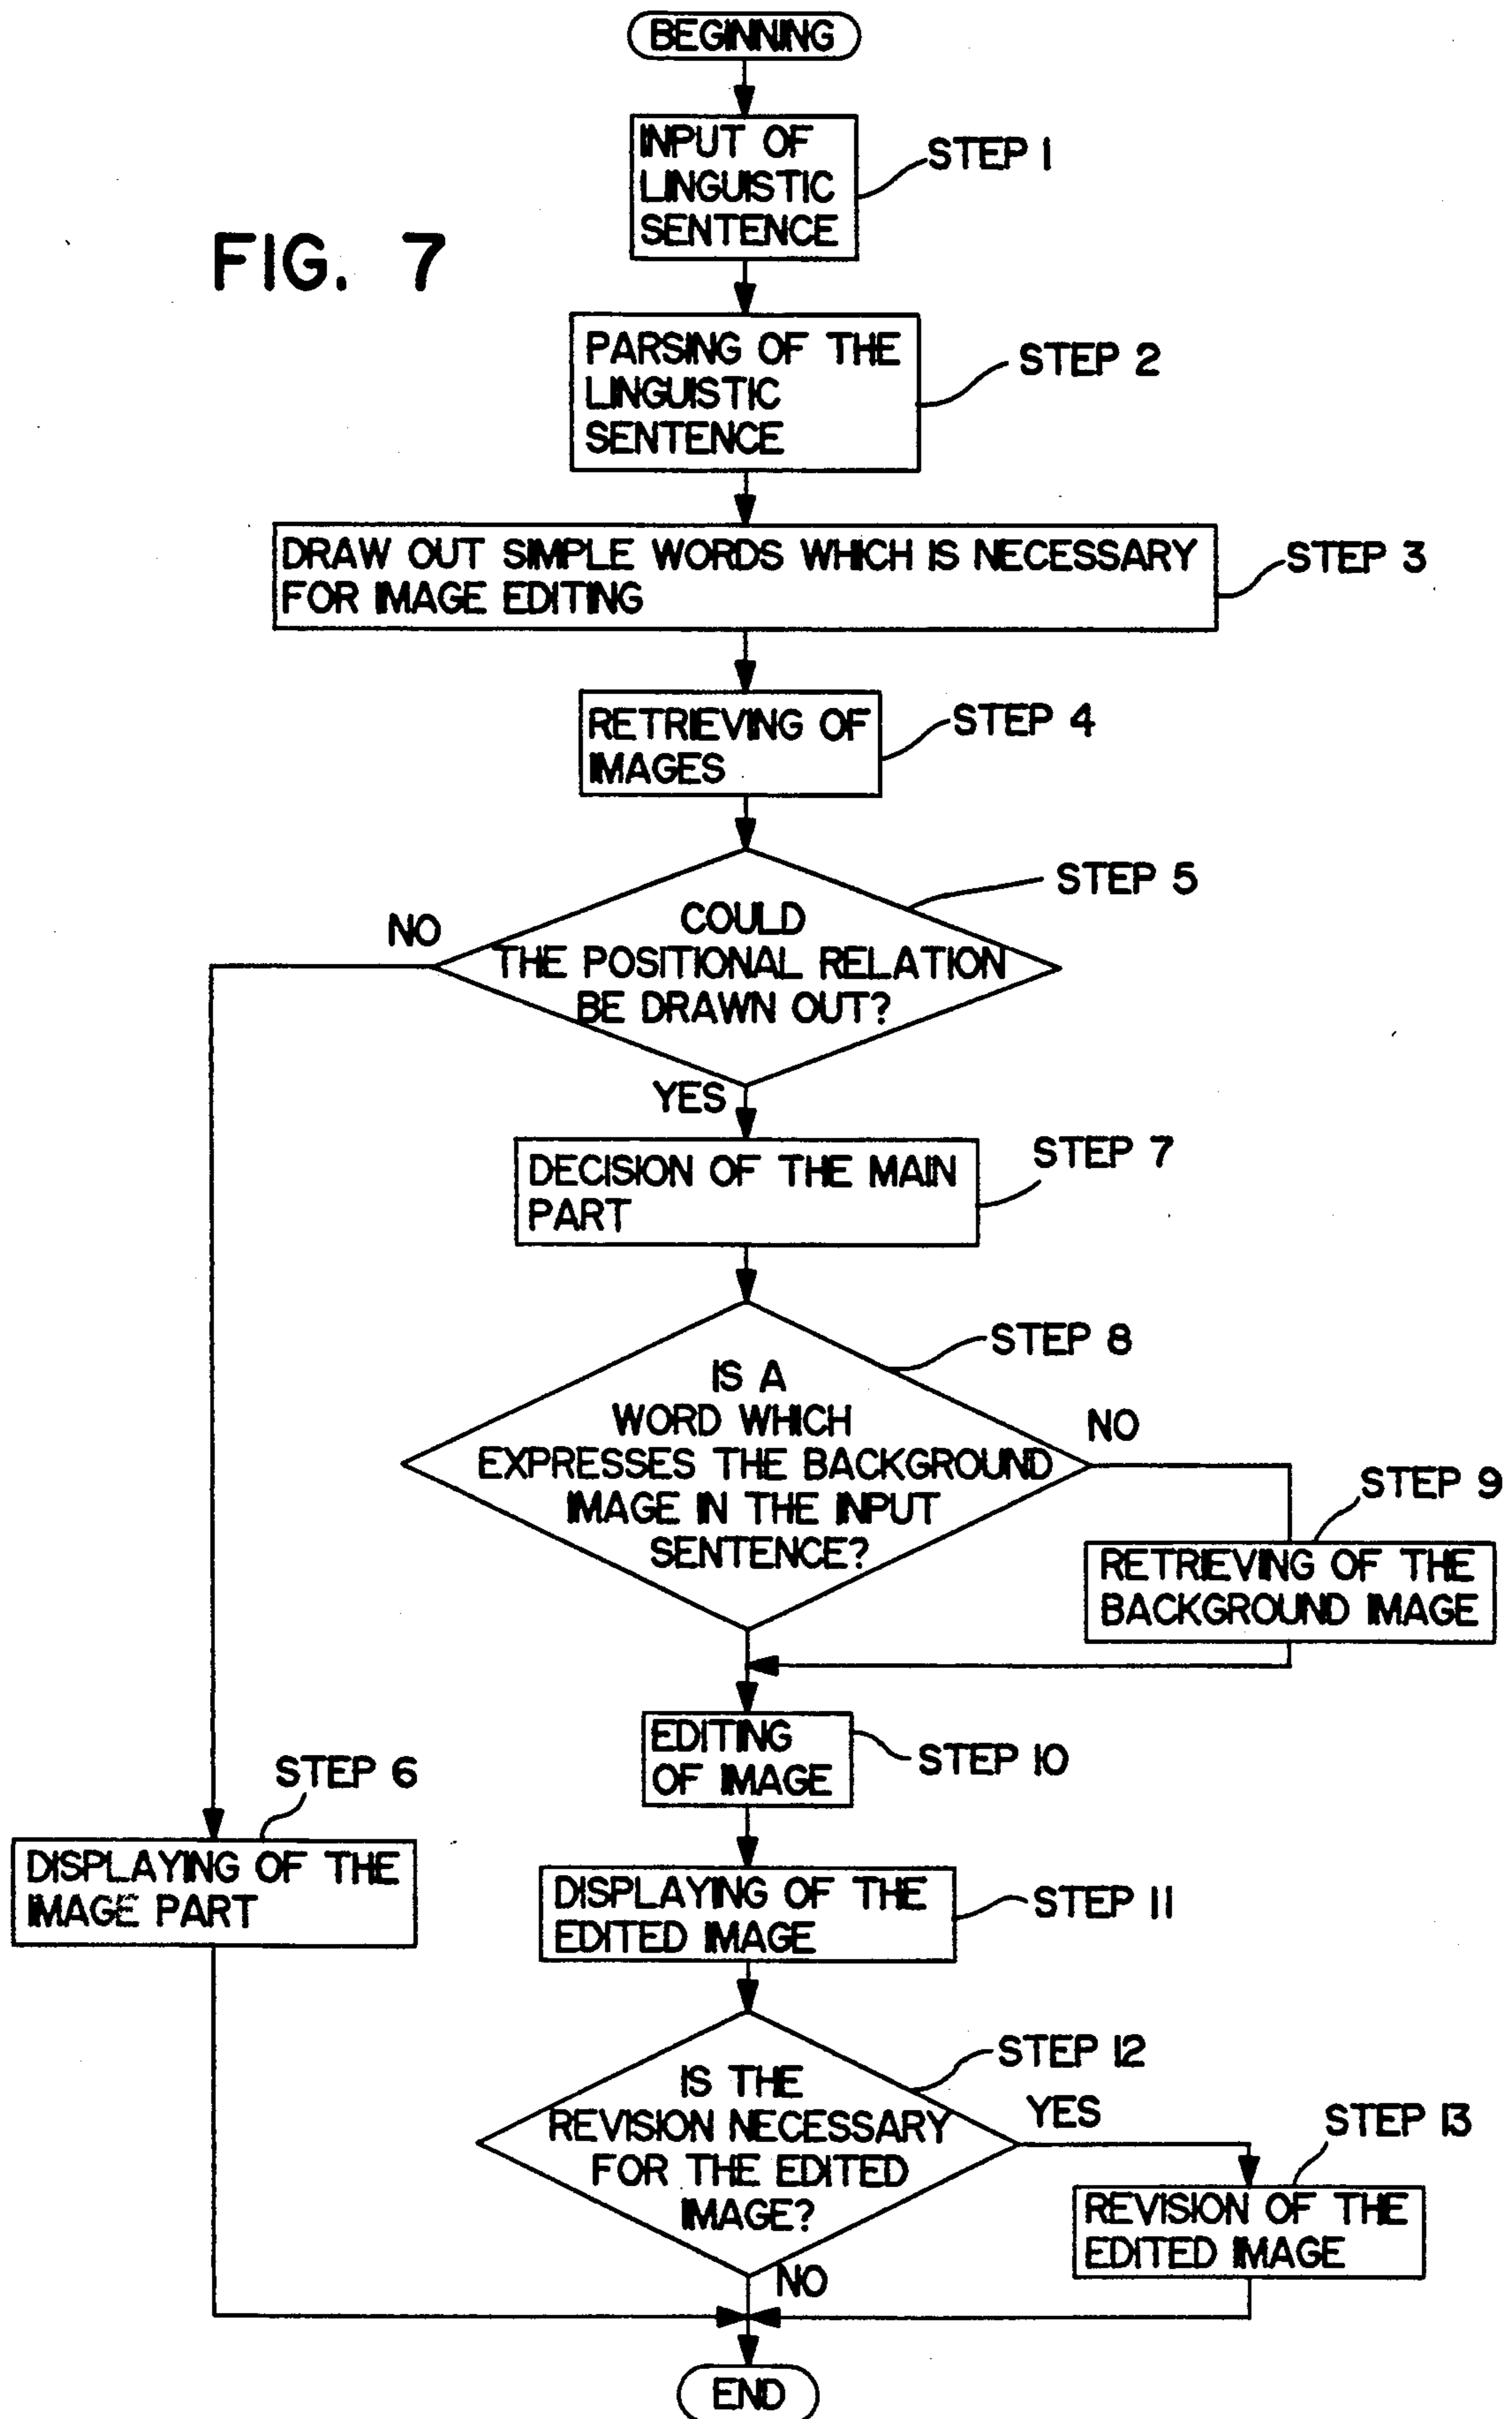 BEGINNING
INPUT OF
LINGUISTIC
SENTENCE
STEP 1
FIG. 7
PARSING OF THE
LINGUISTIC
SENTENCE
STEP 2
DRAW OUT SIMPLE WORDS WHICH IS NECESSARY
FOR IMAGE EDITING
STEP 3
RETRIEVING OF
IMAGES
STEP 4
COULD
THE POSITIONAL RELATION
BE DRAWN OUT?
STEP 5
NO
YES
DECISION OF THE MAIN
PART
STEP 7
IS A
WORD WHICH
EXPRESSES THE BACKGROUND
IMAGE IN THE INPUT
SENTENCE?
STEP 8
NO
STEP 9
RETRIEVING OF THE
BACKGROUND IMAGE
EDITING
OF IMAGE
STEP 10
STEP 6
DISPLAYING OF THE
IMAGE PART
DISPLAYING OF THE
EDITED IMAGE
STEP 11
IS THE
REVISION NECESSARY
FOR THE EDITED
IMAGE?
STEP 12
YES
STEP 13
REVISION OF THE
EDITED IMAGE
NO
END